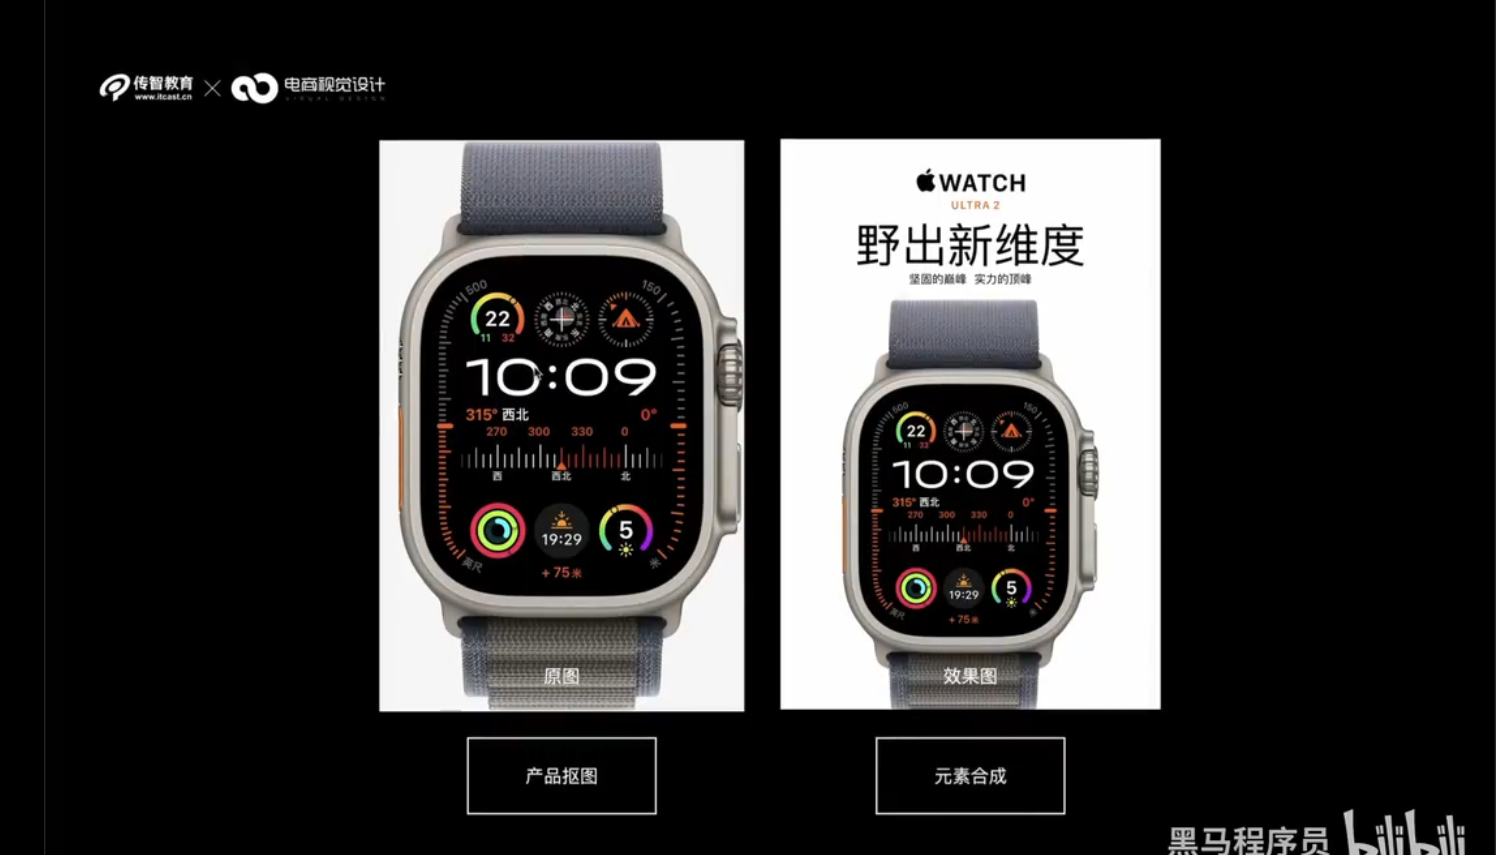 传智教育
www.itcast.cn
电商视觉设计
VISUAL DESIGN
500 150
22
11 32
10:09
315° 西北 0°
270 300 330 0
西 西北 北
19:29
5
英尺 米
+75米
原图
WATCH
ULTRA 2
野出新维度
坚固的巅峰 实力的顶峰
500 150
22
11 32
10:09
315° 西北 0°
270 300 330 0
西 西北 北
19:29
5
英尺 米
+75米
效果图
产品抠图
元素合成
黑马程序员 bilibili